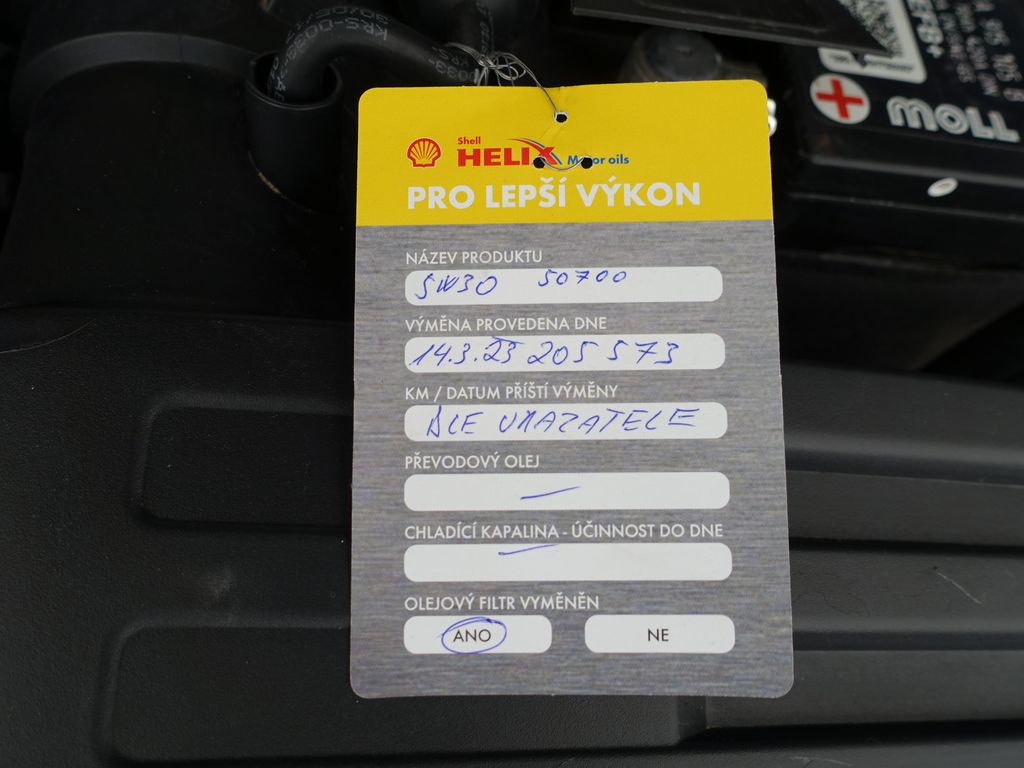 Shell
HELIX Motor oils
PRO LEPŠÍ VÝKON
NÁZEV PRODUKTU
5W30 50700
VÝMĚNA PROVEDENA DNE
14.3.23 205 573
KM / DATUM PŘÍŠTÍ VÝMĚNY
DLE UKAZATELE
PŘEVODOVÝ OLEJ
—
CHLADÍCÍ KAPALINA - ÚČINNOST DO DNE
—
OLEJOVÝ FILTR VYMĚNĚN
ANO NE
EFB+
MOLL